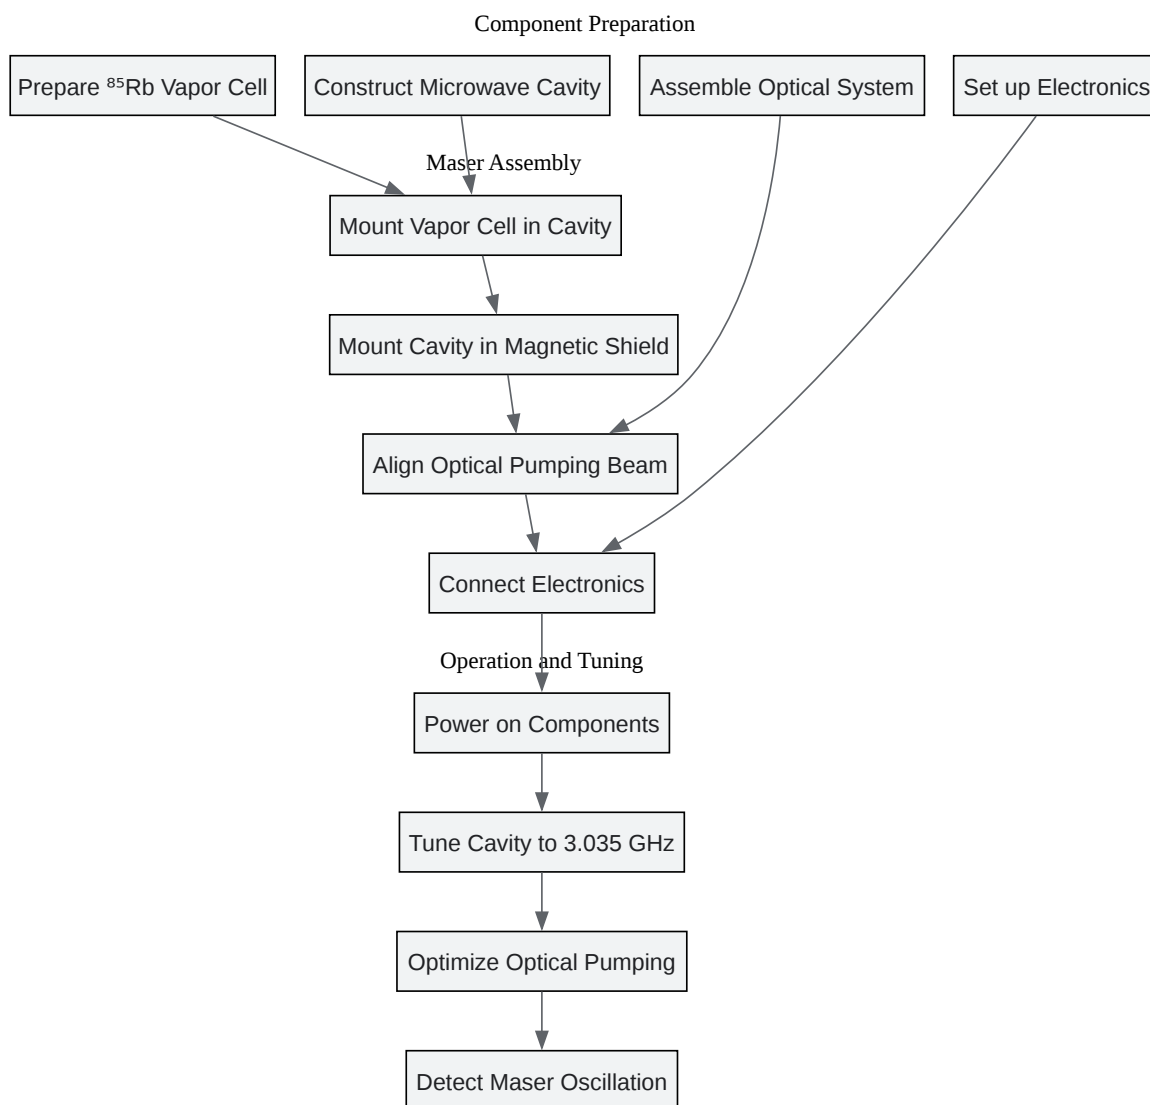 Component Preparation
Prepare ⁸⁵Rb Vapor Cell
Construct Microwave Cavity
Assemble Optical System
Set up Electronics
Maser Assembly
Mount Vapor Cell in Cavity
Mount Cavity in Magnetic Shield
Align Optical Pumping Beam
Connect Electronics
Operation and Tuning
Power on Components
Tune Cavity to 3.035 GHz
Optimize Optical Pumping
Detect Maser Oscillation